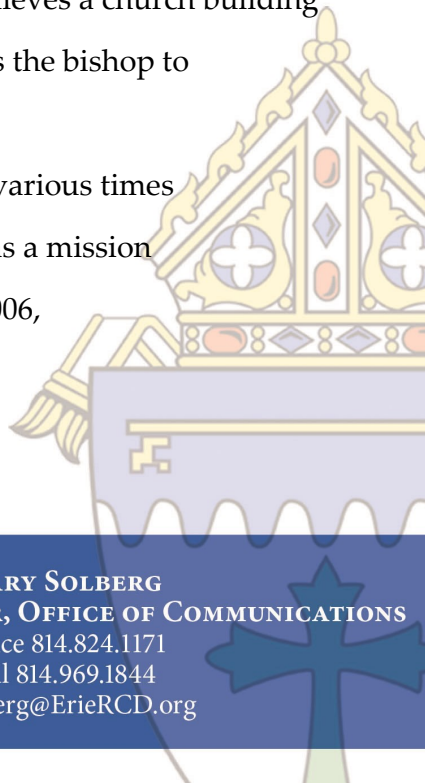 ieves a church building
s the bishop to
various times
s a mission
006,
ARY SOLBERG
R, OFFICE OF COMMUNICATIONS
ce 814.824.1171
l 814.969.1844
erg@ErieRCD.org